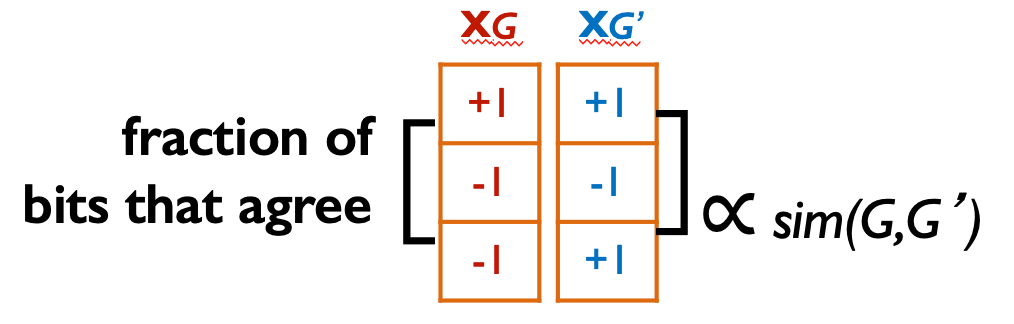 xG xG’
+1 +1
fraction of
-1 -1
bits that agree
∝ sim(G,G’)
-1 +1